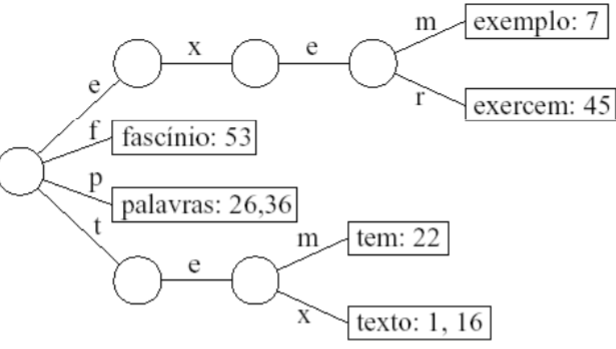 m
exemplo: 7
x
e
e
r
exercem: 45
f
fascínio: 53
p
palavras: 26,36
t
m
tem: 22
e
x
texto: 1, 16